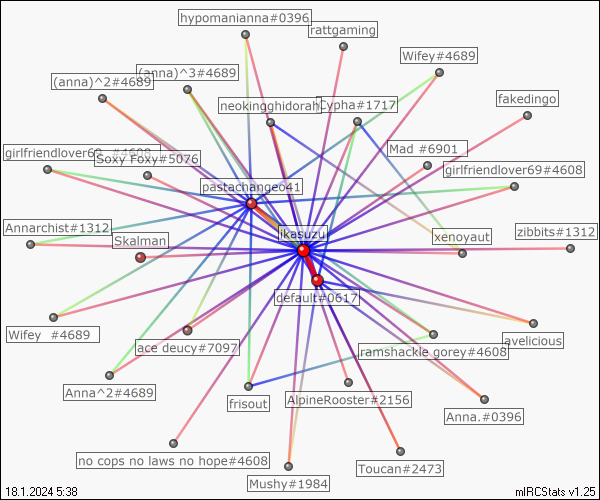 hypomanianna#0396
rattgaming
Wifey#4689
(anna)^3#4689
(anna)^2#4689
neokingghidorah
Cypha#1717
fakedingo
Mad #6901
girlfriendlover69 #4608
Soxy Foxy#5076
girlfriendlover69#4608
pastachange641
Annarchist#1312
Skalman
ikasuzu
xenoyaut
zibbits#1312
default#0617
Wifey #4689
ace deucy#7097
ramshackle gorey#4608
avelicious
Anna^2#4689
frisout
AlpineRooster#2156
Anna.#0396
no cops no laws no hope#4608
Mushy#1984
Toucan#2473
18.1.2024 5:38
mIRCStats v1.25